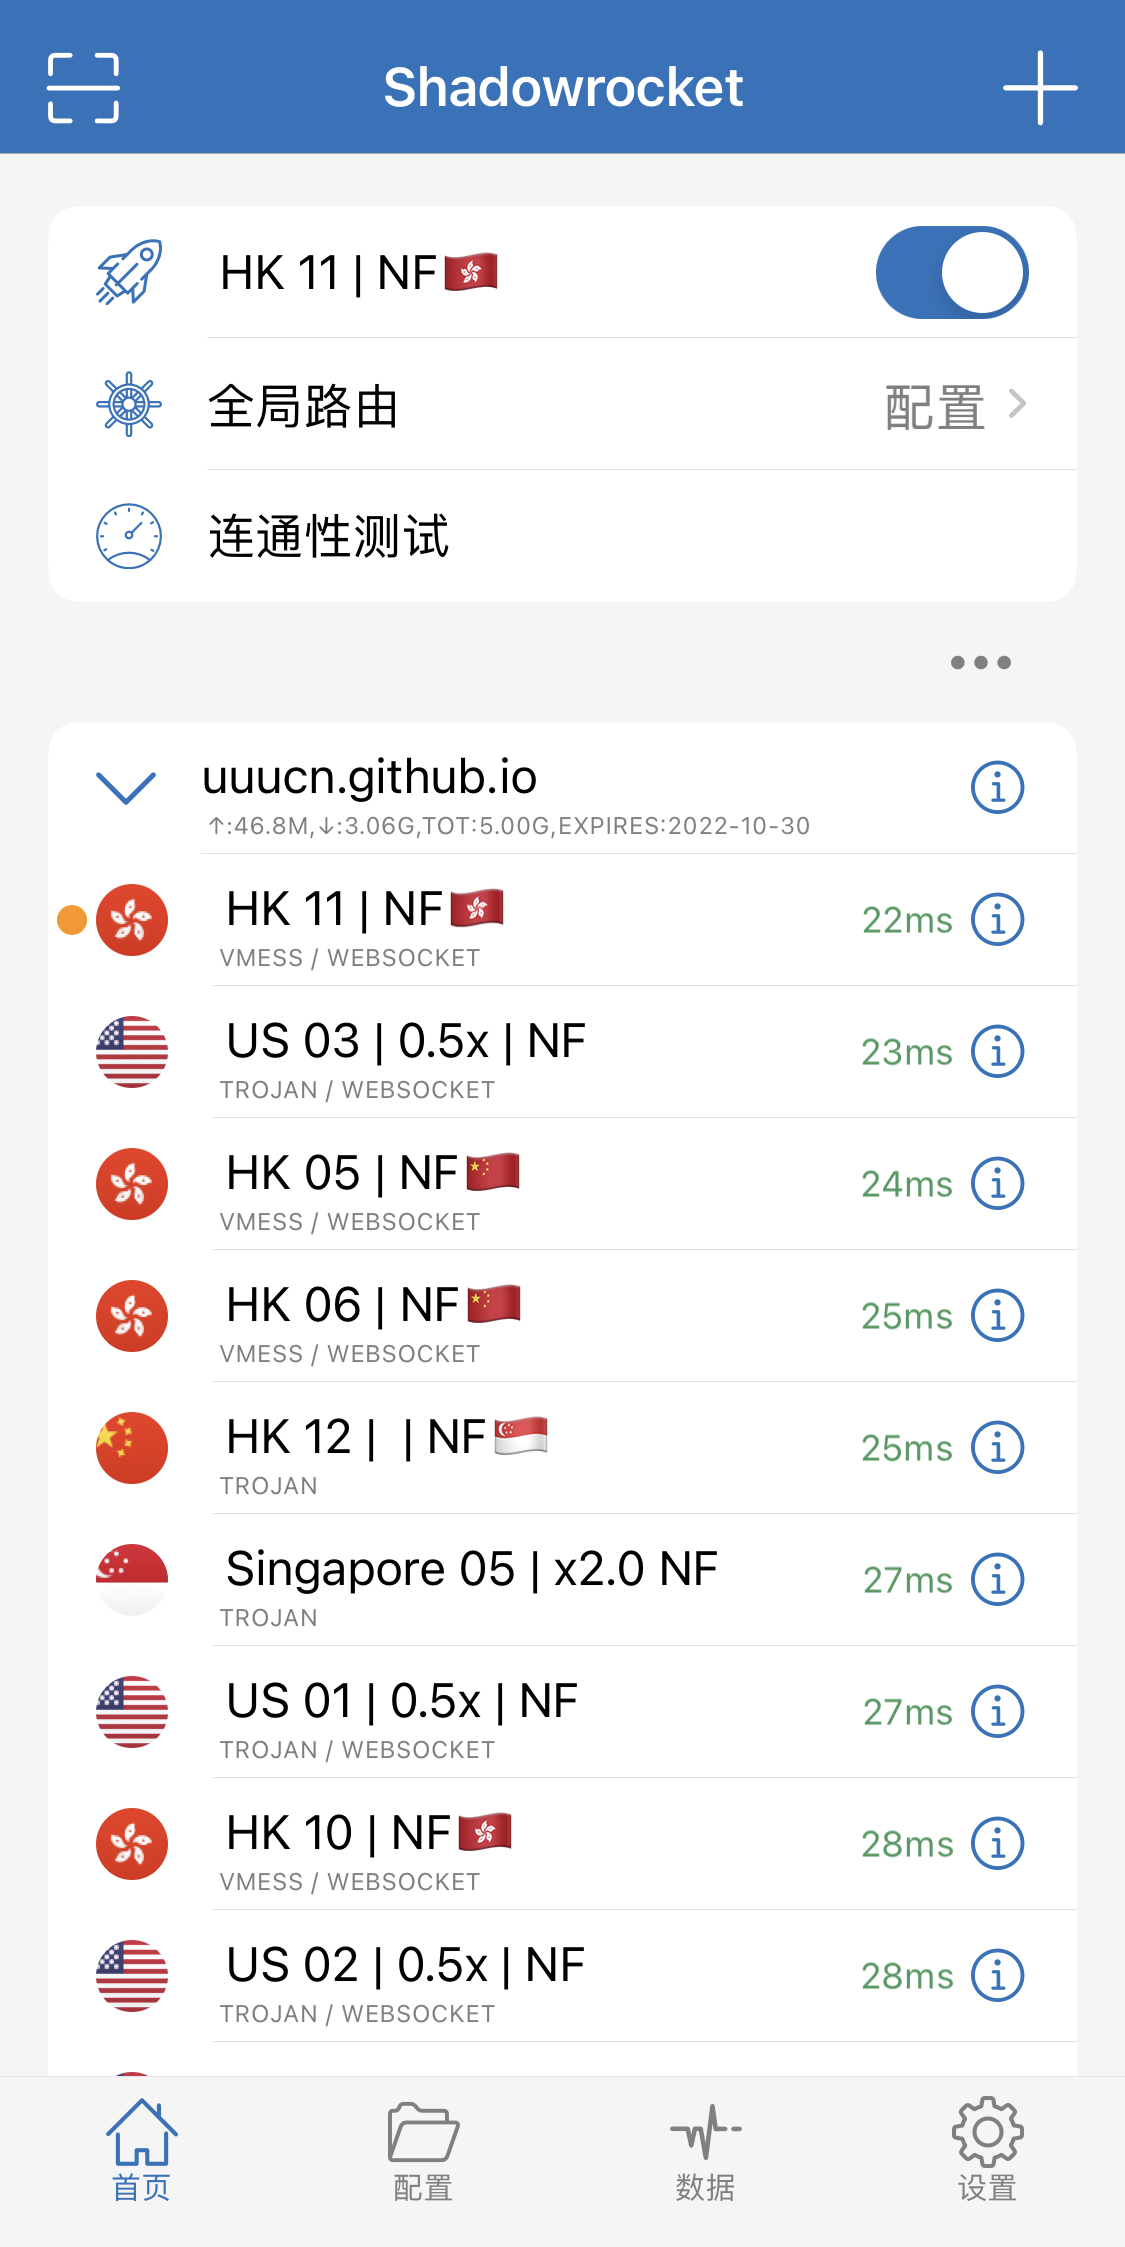 Shadowrocket
HK 11 | NF🇭🇰
全局路由 配置
连通性测试
uuucn.github.io
↑:46.8M,↓:3.06G,TOT:5.00G,EXPIRES:2022-10-30
HK 11 | NF🇭🇰 22ms
VMESS / WEBSOCKET
US 03 | 0.5x | NF 23ms
TROJAN / WEBSOCKET
HK 05 | NF🇨🇳 24ms
VMESS / WEBSOCKET
HK 06 | NF🇨🇳 25ms
VMESS / WEBSOCKET
HK 12 | | NF🇸🇬 25ms
TROJAN
Singapore 05 | x2.0 NF 27ms
TROJAN
US 01 | 0.5x | NF 27ms
TROJAN / WEBSOCKET
HK 10 | NF🇭🇰 28ms
VMESS / WEBSOCKET
US 02 | 0.5x | NF 28ms
TROJAN / WEBSOCKET
首页 配置 数据 设置